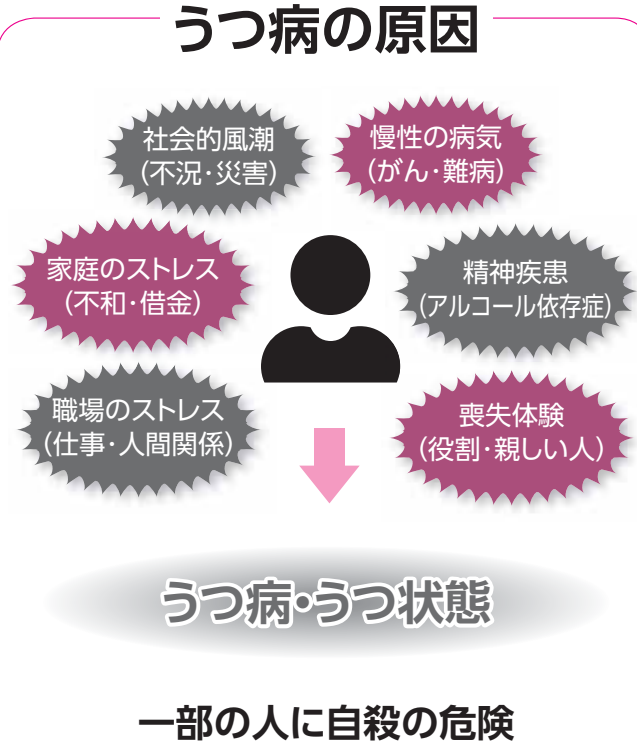 うつ病の原因
社会的風潮
(不況・災害)
慢性の病気
(がん・難病)
家庭のストレス
(不和・借金)
精神疾患
(アルコール依存症)
職場のストレス
(仕事・人間関係)
喪失体験
(役割・親しい人)
うつ病・うつ状態
一部の人に自殺の危険